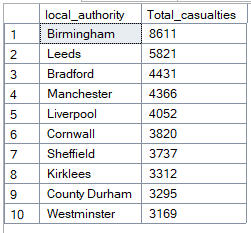 local_authority Total_casualties
1 Birmingham 8611
2 Leeds 5821
3 Bradford 4431
4 Manchester 4366
5 Liverpool 4052
6 Cornwall 3820
7 Sheffield 3737
8 Kirklees 3312
9 County Durham 3295
10 Westminster 3169